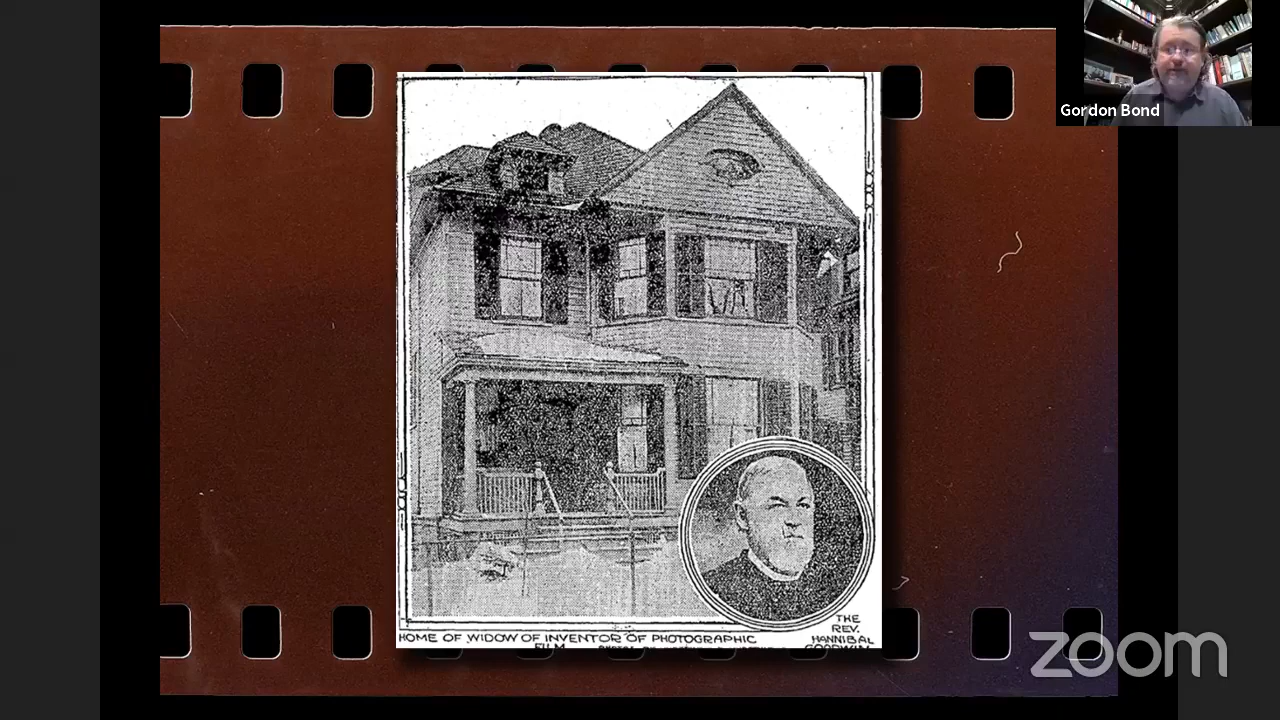 Gordon Bond
HOME OF WIDOW OF INVENTOR OF PHOTOGRAPHIC
FILM
THE
REV.
HANNIBAL
GOODWIN
zoom